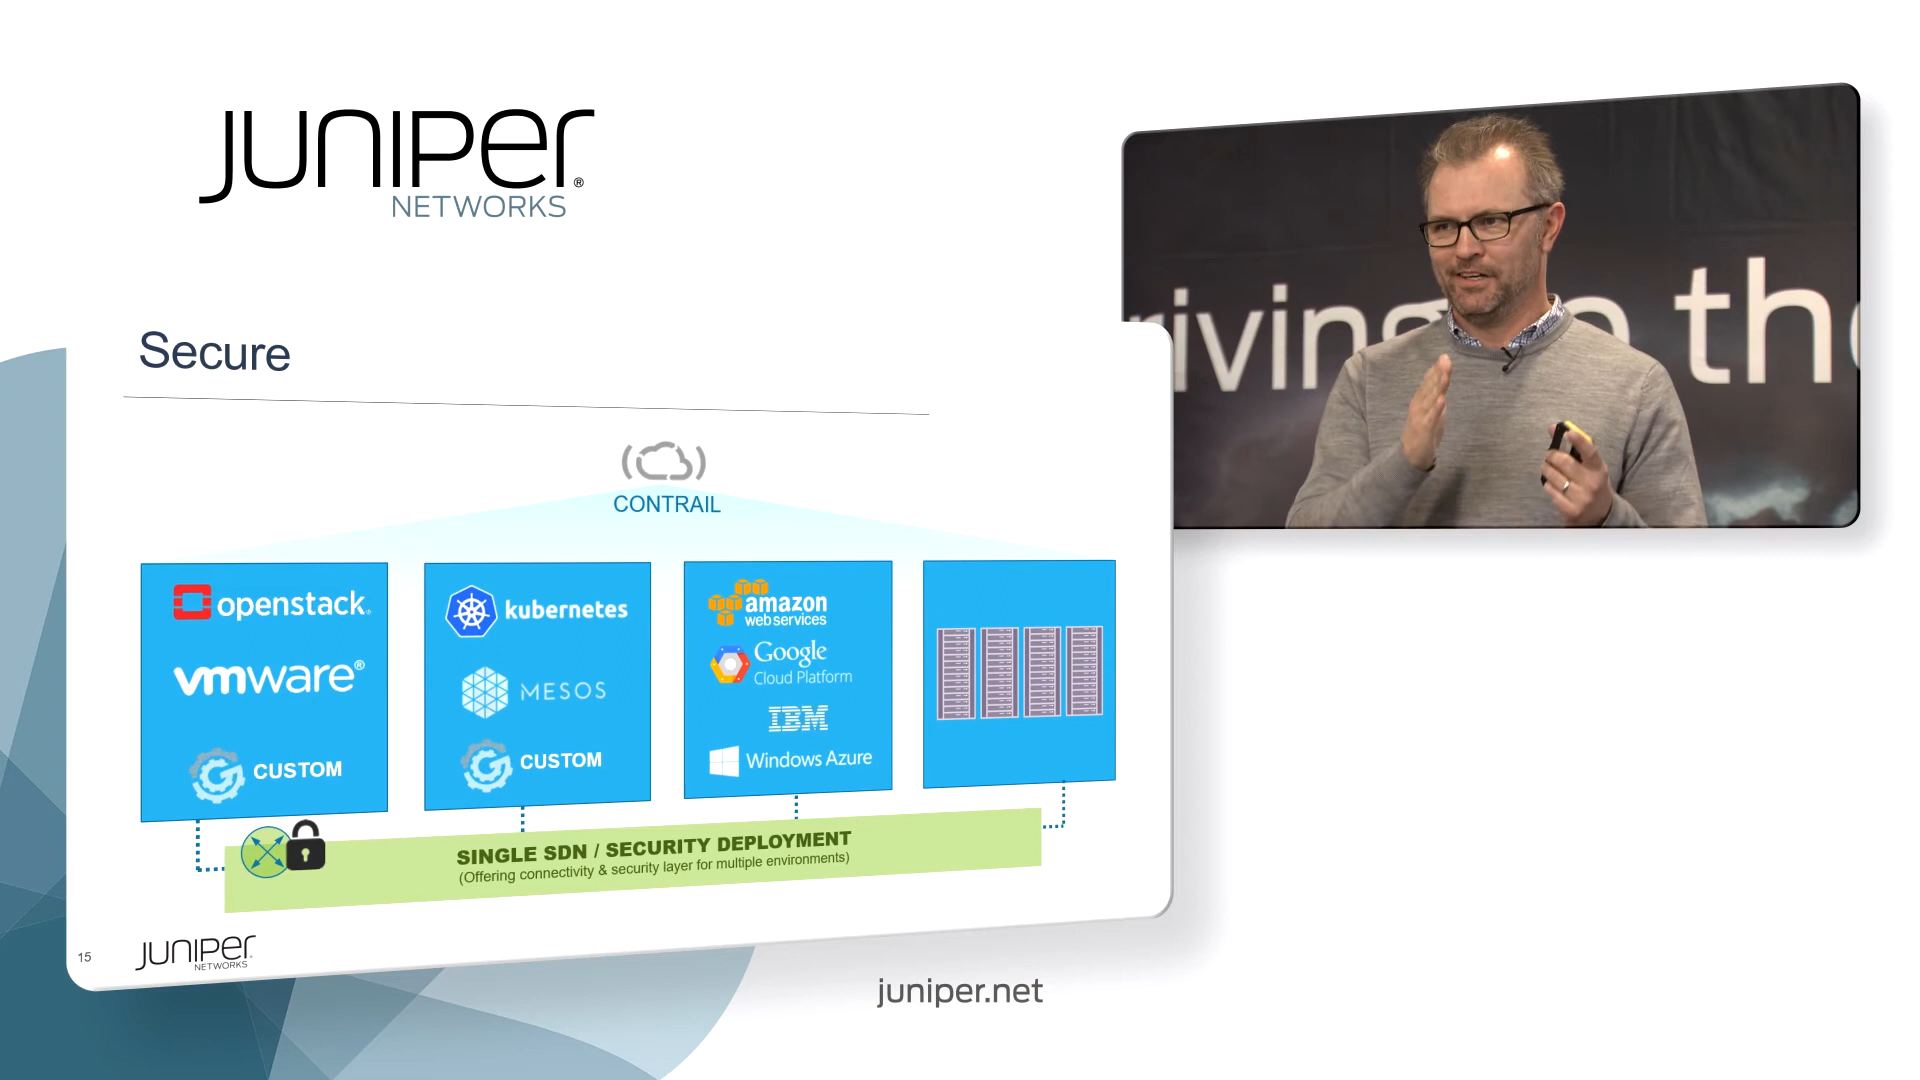 JUNIPER®
NETWORKS
riving
th
Secure
CONTRAIL
openstack®
vmware®
CUSTOM
kubernetes
MESOS
CUSTOM
amazon
web services
Google
Cloud Platform
IBM
Windows Azure
SINGLE SDN / SECURITY DEPLOYMENT
(Offering connectivity & security layer for multiple environments)
15
JUNIPER
NETWORKS
juniper.net